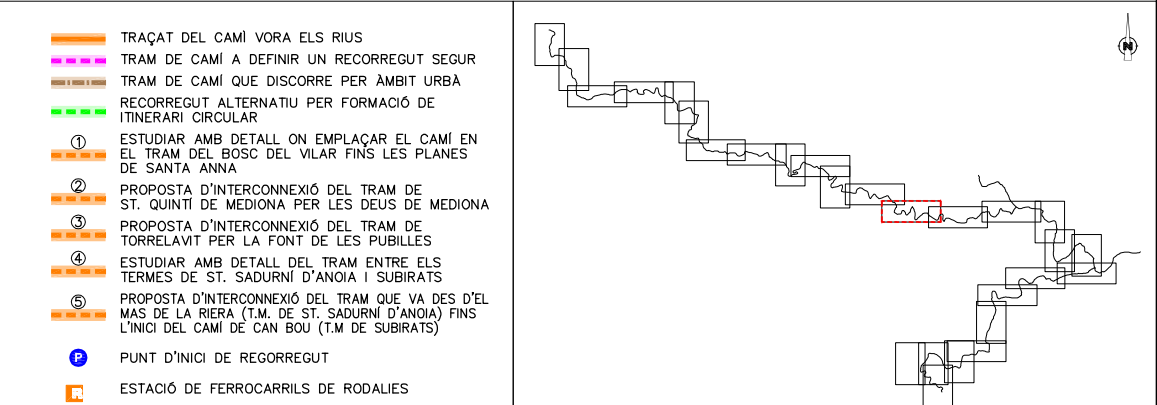 TRAÇAT DEL CAMÌ VORA ELS RIUS
TRAM DE CAMÍ A DEFINIR UN RECORREGUT SEGUR
TRAM DE CAMÍ QUE DISCORRE PER ÀMBIT URBÀ
RECORREGUT ALTERNATIU PER FORMACIÓ DE
ITINERARI CIRCULAR
1
ESTUDIAR AMB DETALL ON EMPLAÇAR EL CAMÍ EN
EL TRAM DEL BOSC DEL VILAR FINS LES PLANES
DE SANTA ANNA
2
PROPOSTA D'INTERCONNEXIÓ DEL TRAM DE
ST. QUINTÍ DE MEDIONA PER LES DEUS DE MEDIONA
3
PROPOSTA D'INTERCONNEXIÓ DEL TRAM DE
TORRELAVIT PER LA FONT DE LES PUBILLES
4
ESTUDIAR AMB DETALL DEL TRAM ENTRE ELS
TERMES DE ST. SADURNÍ D'ANOIA I SUBIRATS
5
PROPOSTA D'INTERCONNEXIÓ DEL TRAM QUE VA DES D'EL
MAS DE LA RIERA (T.M. DE ST. SADURNÍ D'ANOIA) FINS
L'INICI DEL CAMÍ DE CAN BOU (T.M DE SUBIRATS)
P
PUNT D'INICI DE REGORREGUT
R
ESTACIÓ DE FERROCARRILS DE RODALIES
N